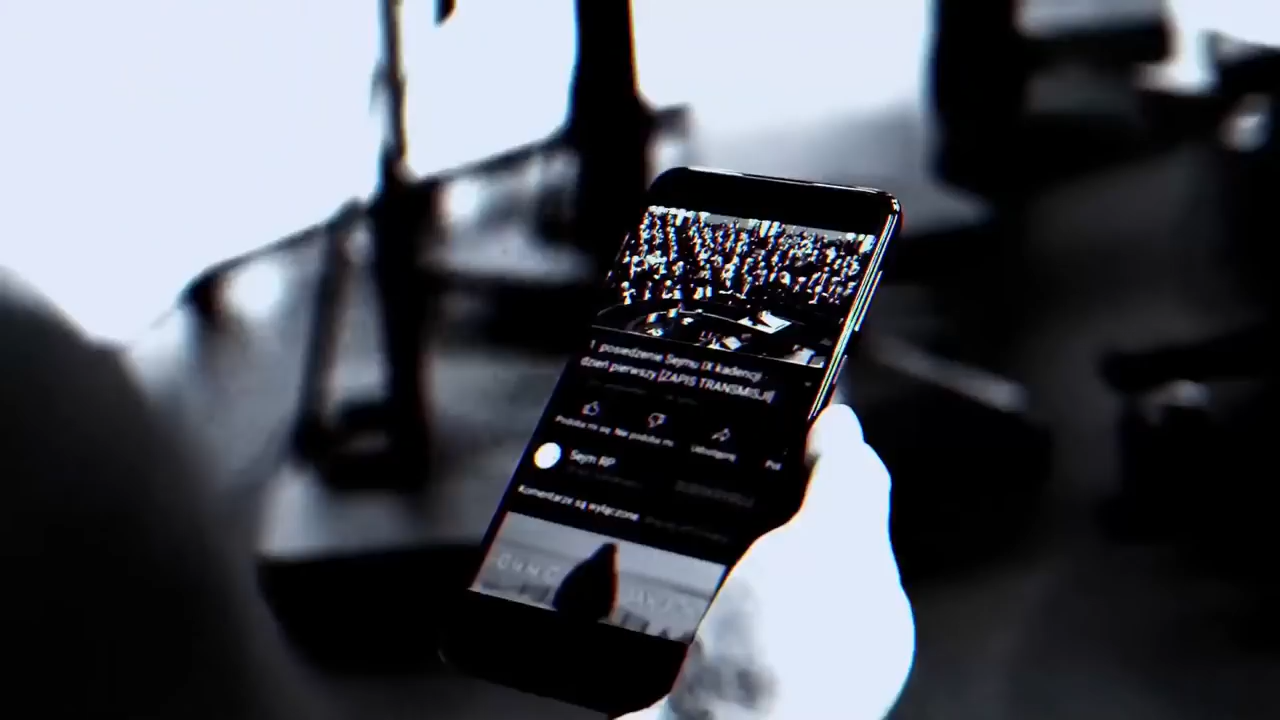 1. posiedzenie Sejmu IX kadencji -
dzień pierwszy [ZAPIS TRANSMISJI]
Podoba mi się Nie podoba mi Udostępnij Pol
Sejm RP
Komentarze są wyłączone